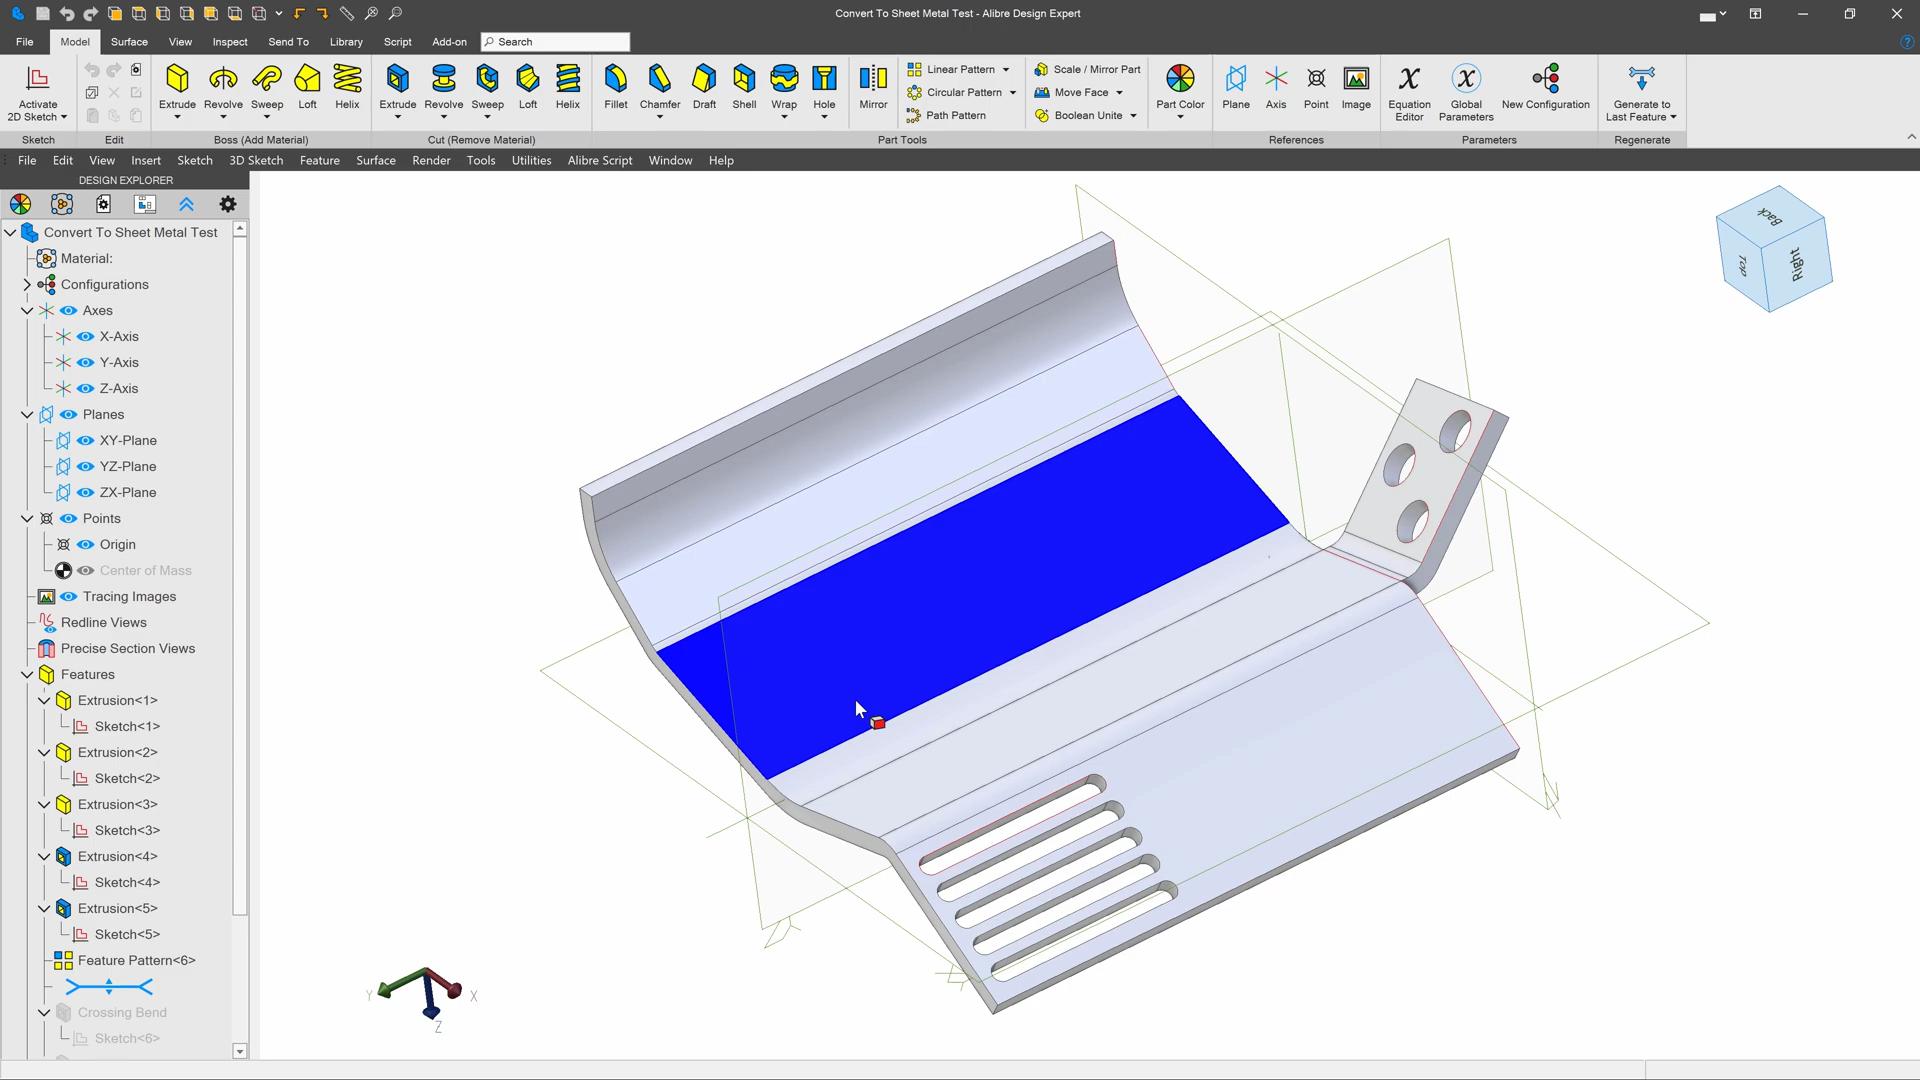 Convert To Sheet Metal Test - Alibre Design Expert
File Model Surface View Inspect Send To Library Script Add-on Search
Activate 2D Sketch
Extrude Revolve Sweep Loft Helix
Extrude Revolve Sweep Loft Helix
Fillet Chamfer Draft Shell Wrap Hole Mirror
Linear Pattern
Circular Pattern
Path Pattern
Scale / Mirror Part
Move Face
Boolean Unite
Part Color
Plane Axis Point Image
Equation Editor
Global Parameters
New Configuration
Generate to Last Feature
Sketch Edit Boss (Add Material) Cut (Remove Material) Part Tools References Parameters Regenerate
File Edit View Insert Sketch 3D Sketch Feature Surface Render Tools Utilities Alibre Script Window Help
DESIGN EXPLORER
Convert To Sheet Metal Test
Material:
Configurations
Axes
X-Axis
Y-Axis
Z-Axis
Planes
XY-Plane
YZ-Plane
ZX-Plane
Points
Origin
Center of Mass
Tracing Images
Redline Views
Precise Section Views
Features
Extrusion<1>
Sketch<1>
Extrusion<2>
Sketch<2>
Extrusion<3>
Sketch<3>
Extrusion<4>
Sketch<4>
Extrusion<5>
Sketch<5>
Feature Pattern<6>
Crossing Bend
Sketch<6>
Back
Top
Right
Y
X
Z